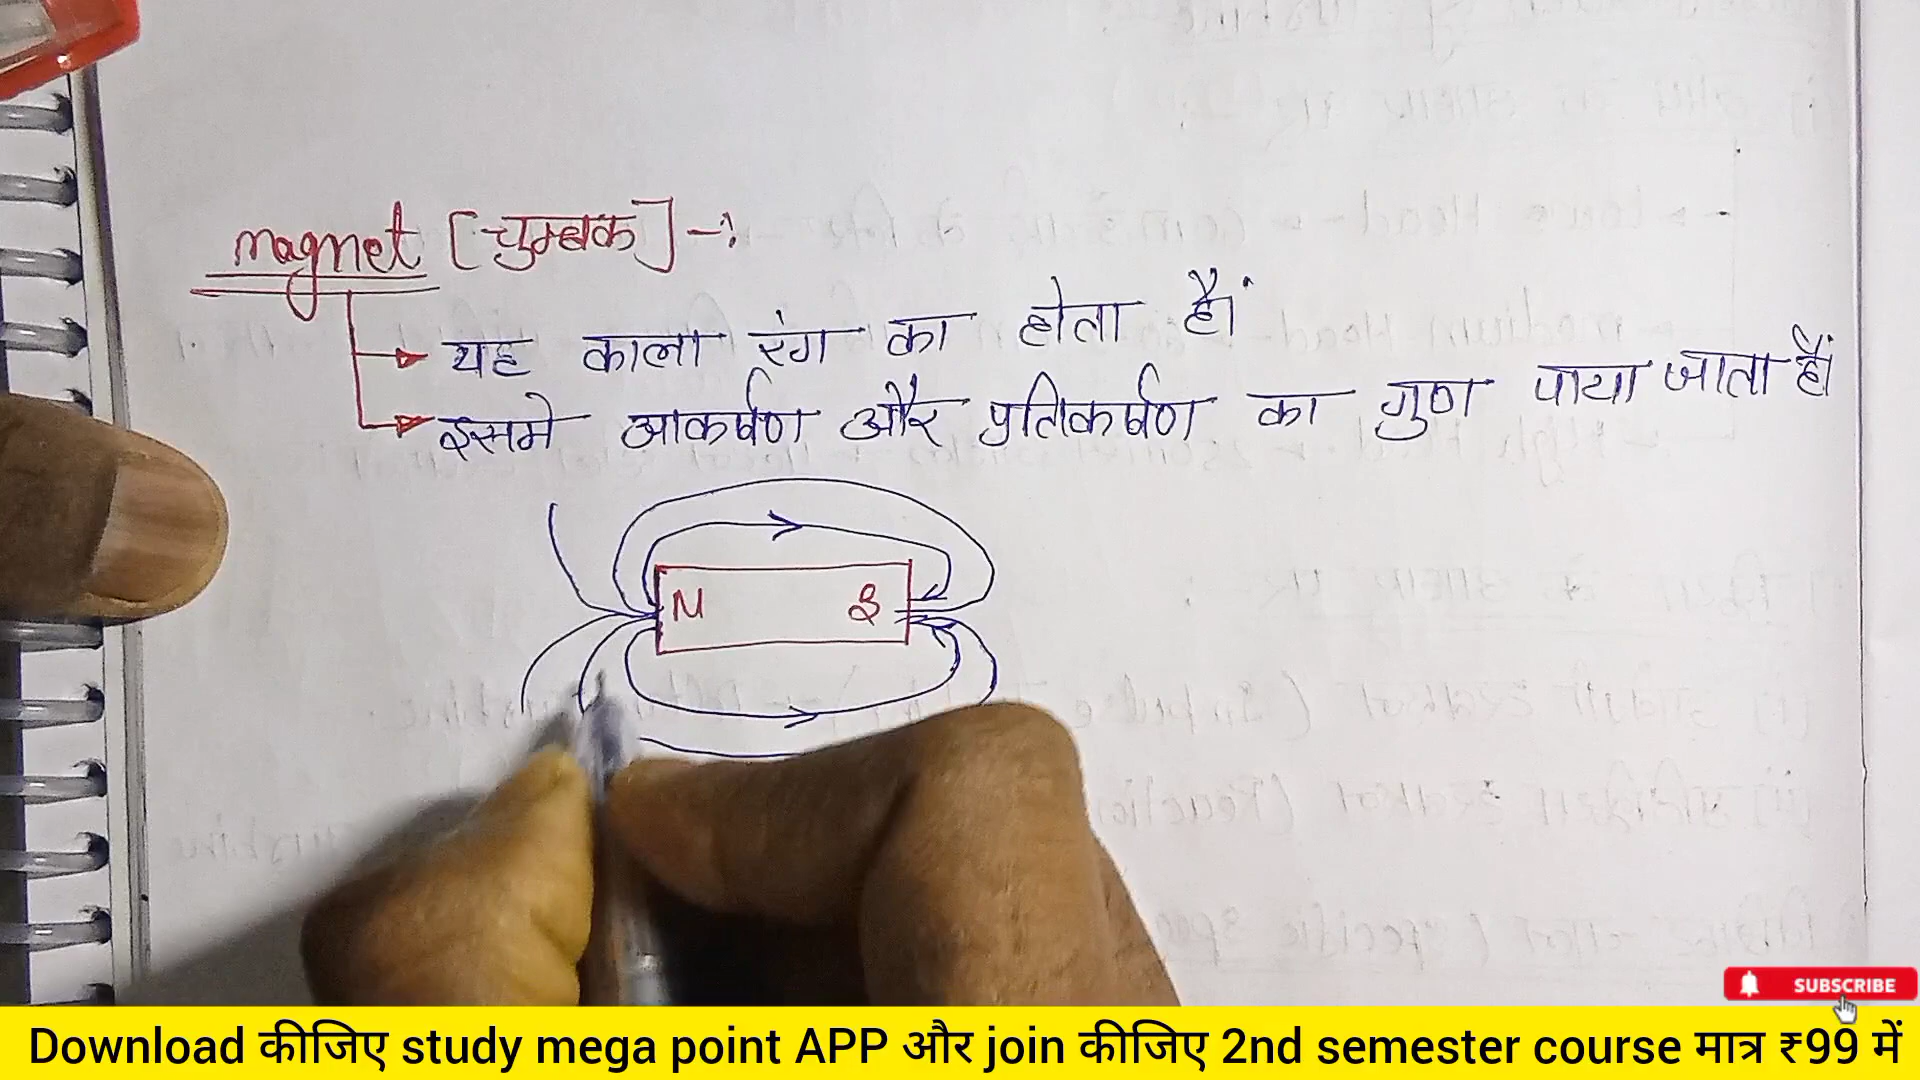 magnet [चुम्बक] -:
यह काला रंग का होता हैं।
इसमे आकर्षण और प्रतिकर्षण का गुण पाया जाता हैं।
N S
SUBSCRIBE
Download कीजिए study mega point APP और join कीजिए 2nd semester course मात्र ₹99 में